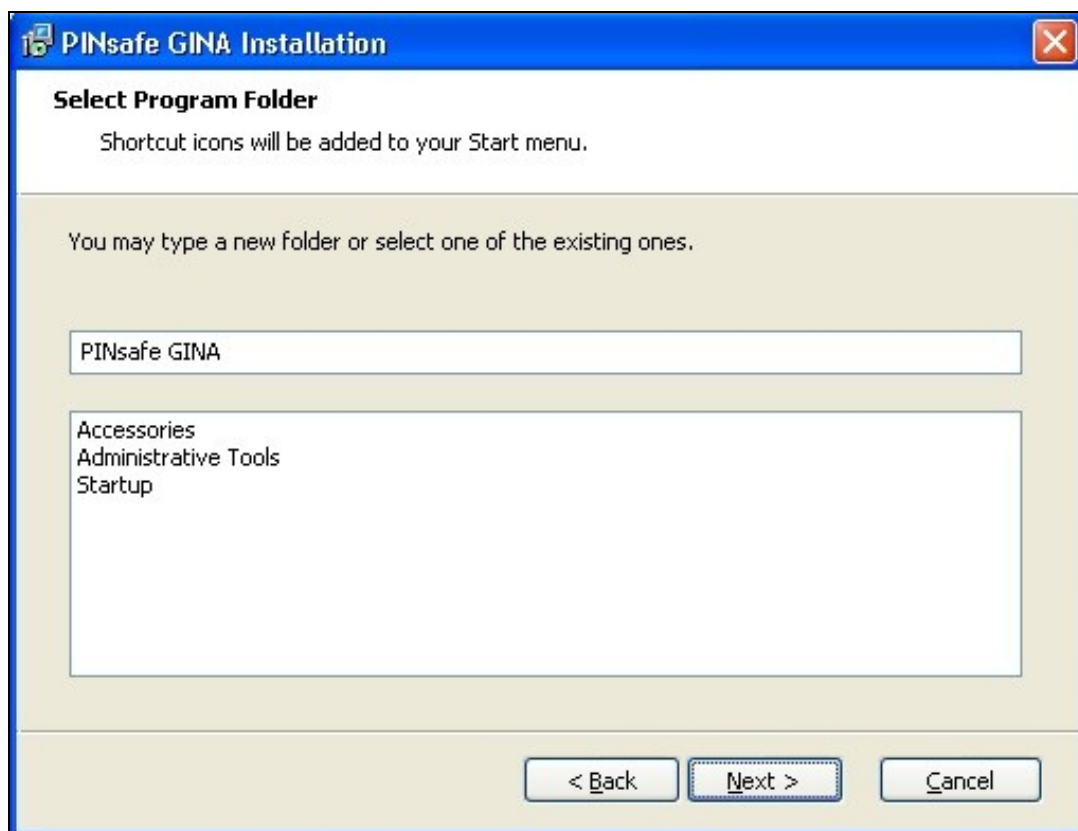 PINsafe GINA Installation
Select Program Folder
Shortcut icons will be added to your Start menu.
You may type a new folder or select one of the existing ones.
PINsafe GINA
Accessories
Administrative Tools
Startup
< Back Next > Cancel